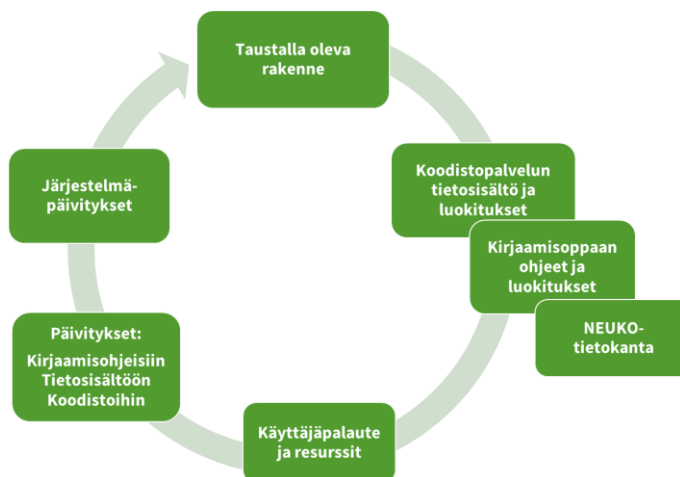 Taustalla oleva
rakenne
Koodistopalvelun
tietosisältö ja
luokitukset
Kirjaamisoppaan
ohjeet ja
luokitukset
NEUKO-
tietokanta
Käyttäjäpalaute
ja resurssit
Päivitykset:
Kirjaamisohjeisiin
Tietosisältöön
Koodistoihin
Järjestelmä-
päivitykset